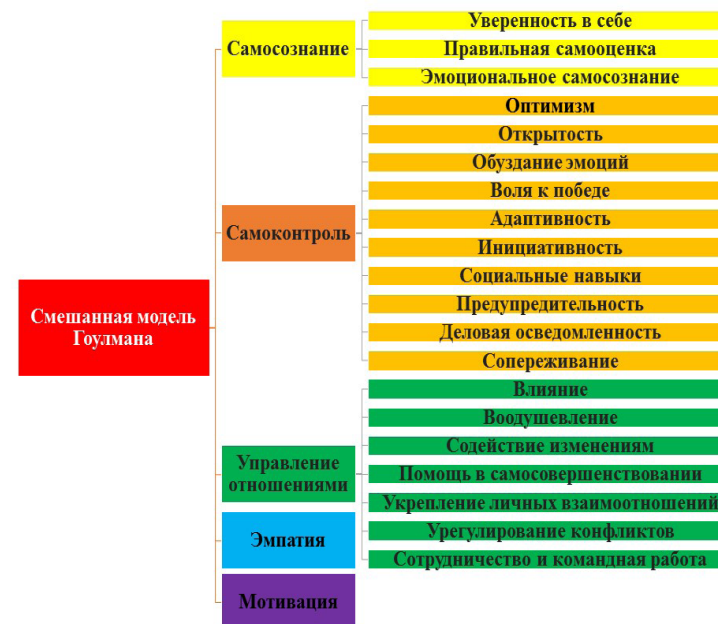 Смешанная модель
Гоулмана
Самосознание
Уверенность в себе
Правильная самооценка
Эмоциональное самосознание
Самоконтроль
Оптимизм
Открытость
Обуздание эмоций
Воля к победе
Адаптивность
Инициативность
Социальные навыки
Предупредительность
Деловая осведомленность
Сопереживание
Управление
отношениями
Влияние
Воодушевление
Содействие изменениям
Помощь в самосовершенствовании
Укрепление личных взаимоотношений
Урегулирование конфликтов
Сотрудничество и командная работа
Эмпатия
Мотивация